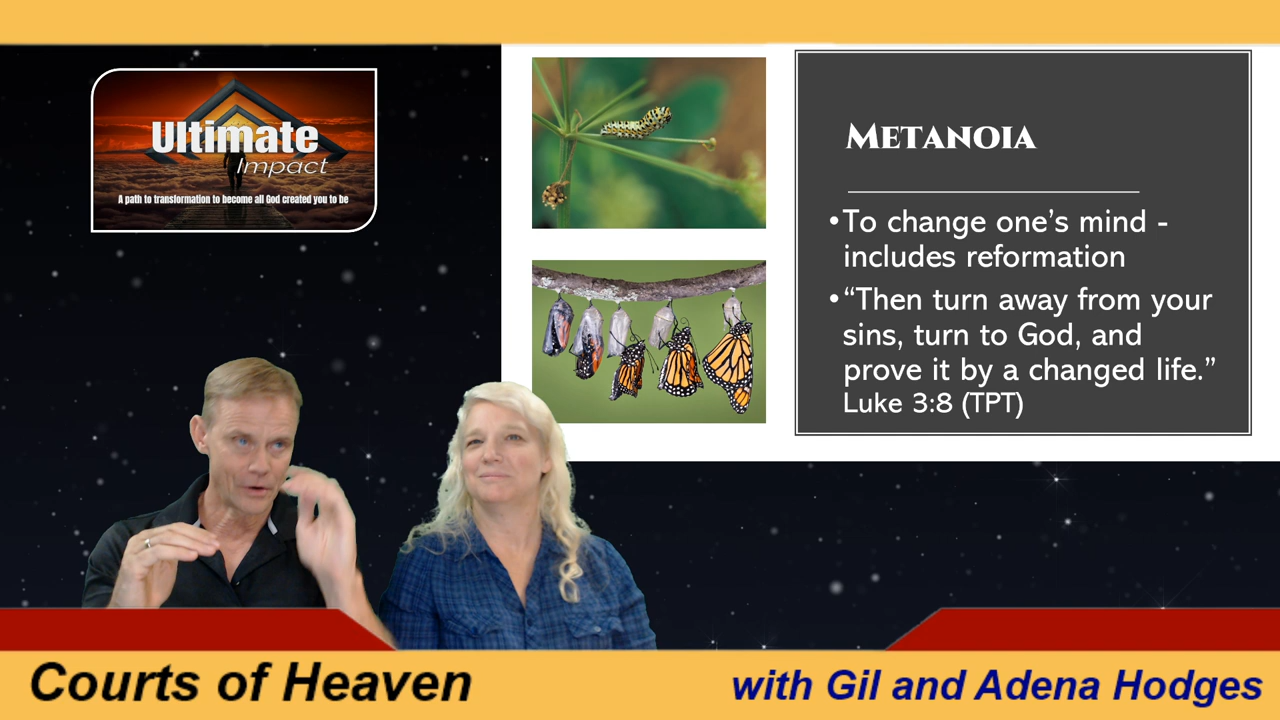 Ultimate
Impact
A path to transformation to become all God created you to be
METANOIA
•To change one’s mind -
includes reformation
•“Then turn away from your
sins, turn to God, and
prove it by a changed life.”
Luke 3:8 (TPT)
Courts of Heaven
with Gil and Adena Hodges